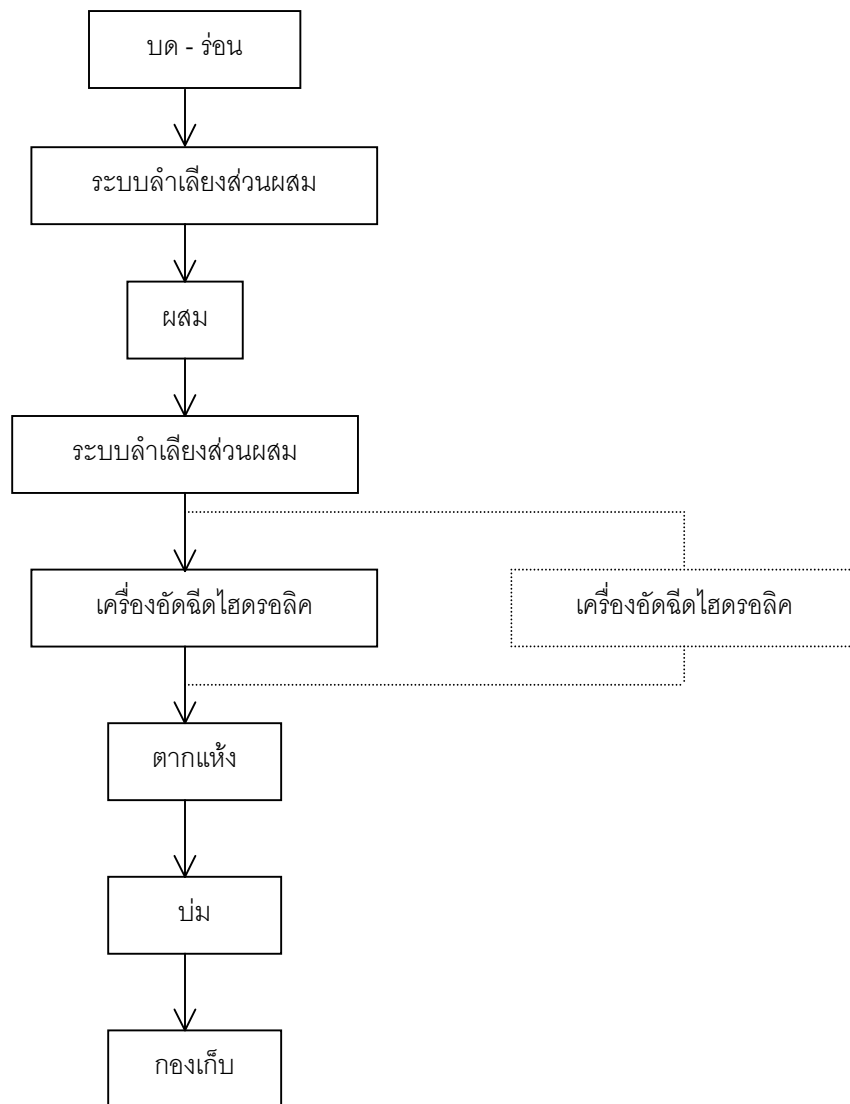 บด - ร่อน
ระบบลำเลียงส่วนผสม
ผสม
ระบบลำเลียงส่วนผสม
เครื่องอัดฉีดไฮดรอลิค
เครื่องอัดฉีดไฮดรอลิค
ตากแห้ง
บ่ม
กองเก็บ